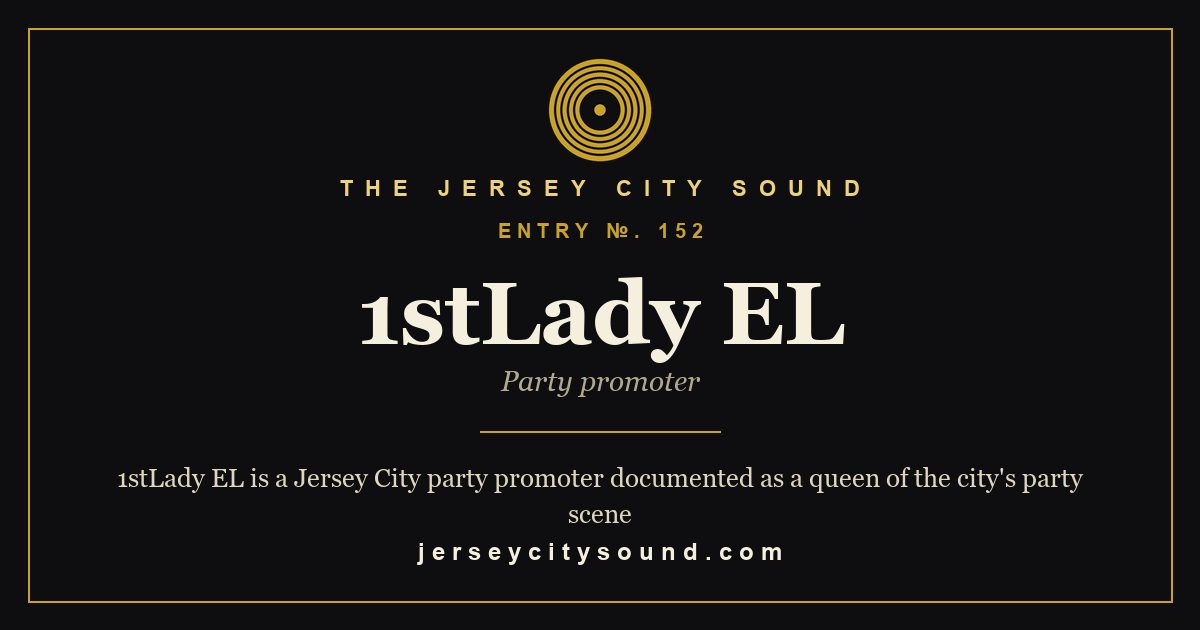 THE JERSEY CITY SOUND
ENTRY №. 152
1stLady EL
Party promoter
1stLady EL is a Jersey City party promoter documented as a queen of the city's party
scene
jerseycitysound.com